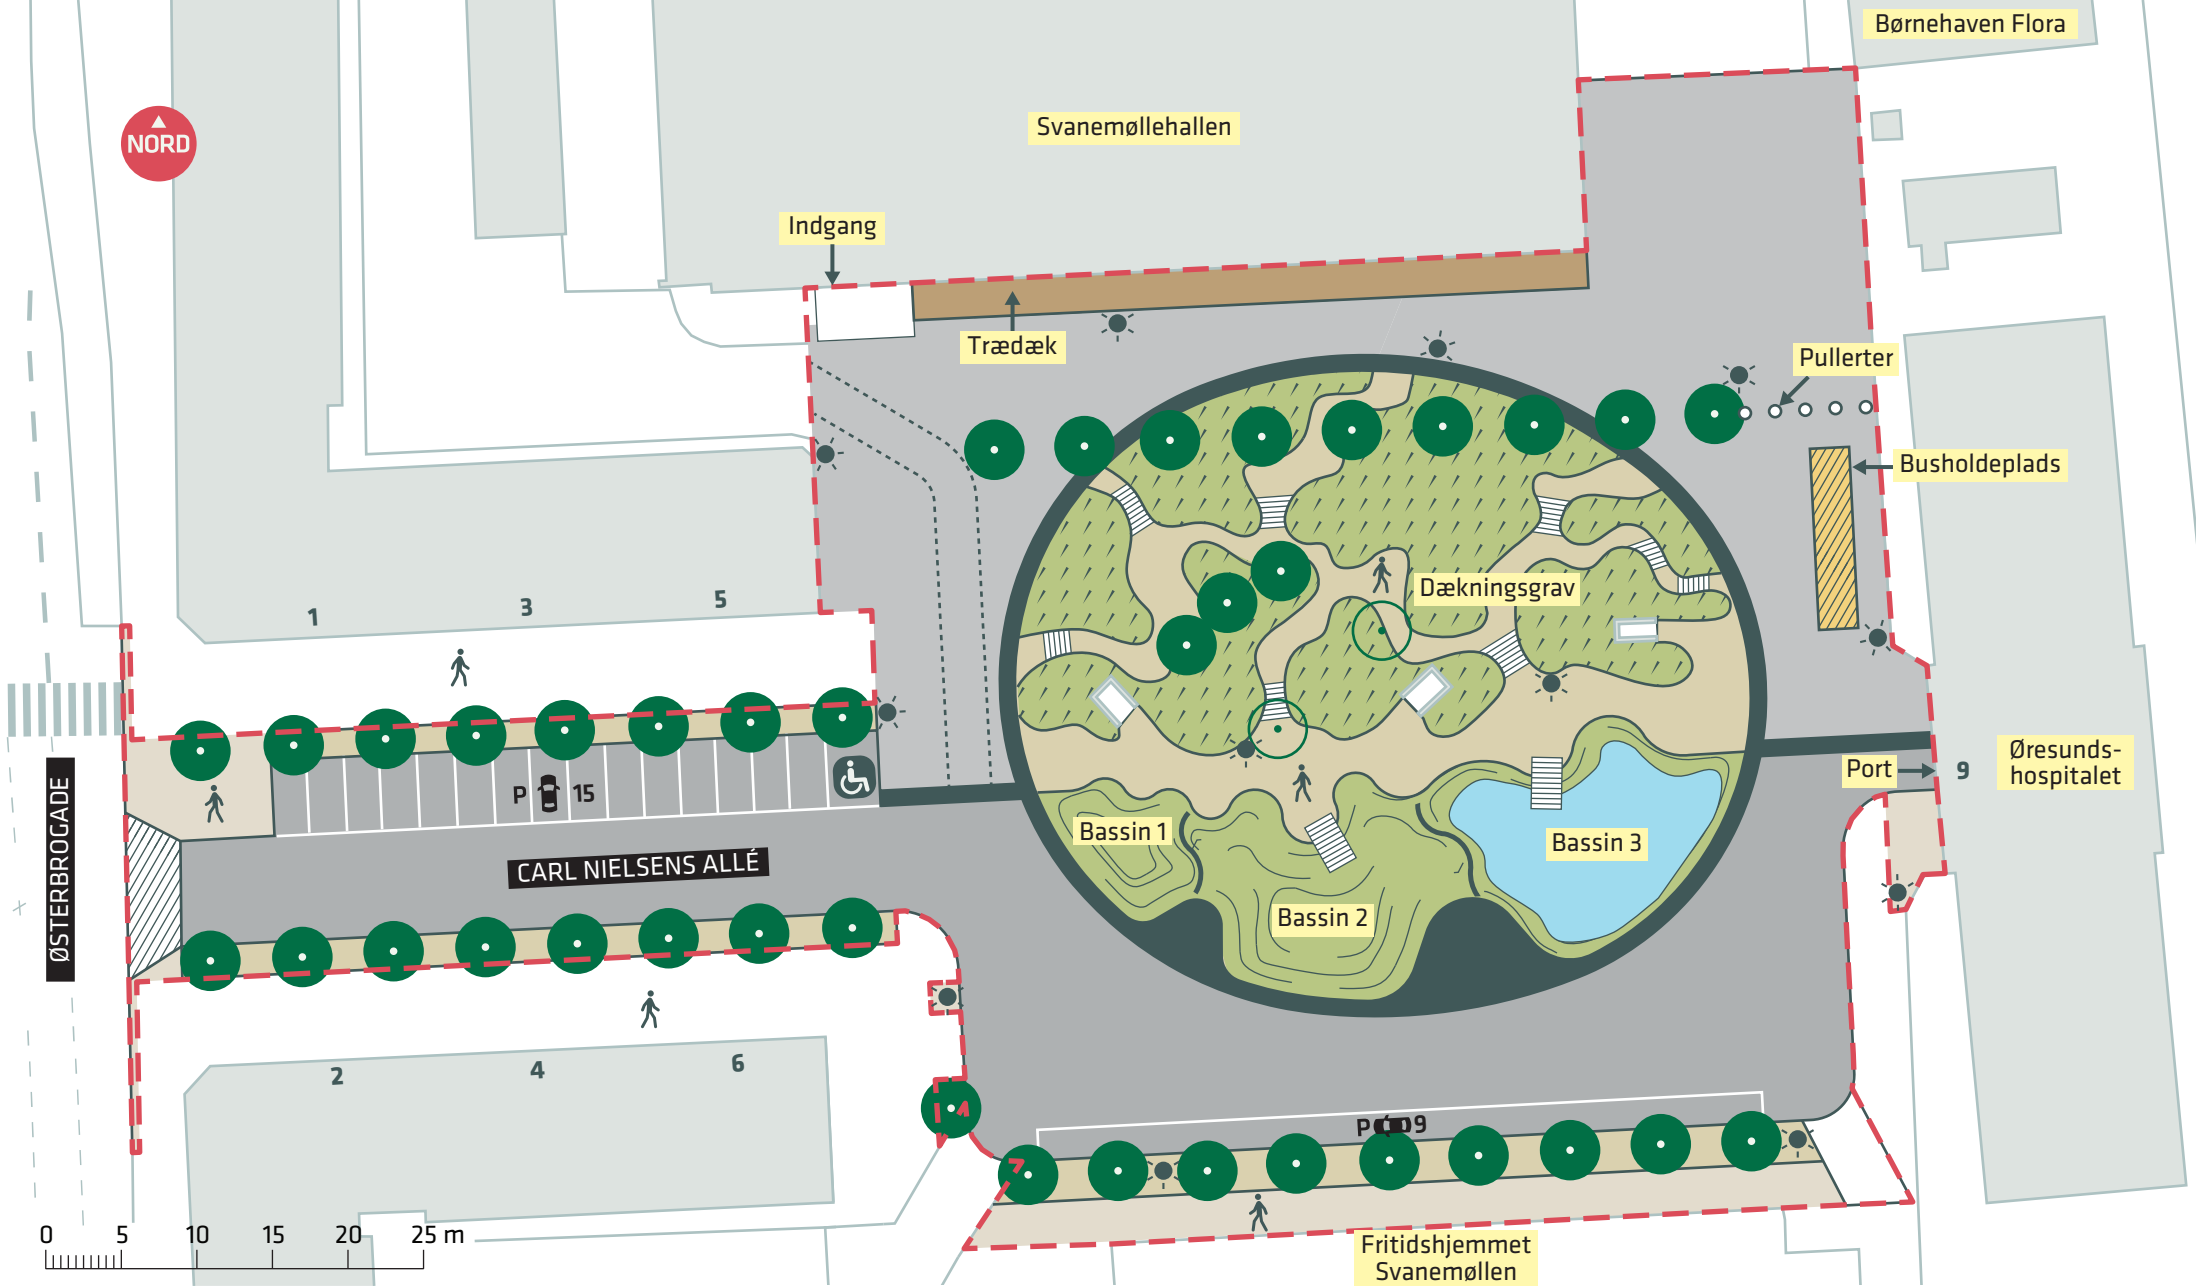 Børnehaven Flora
NORD
Svanemøllehallen
Indgang
Trædæk
Pullerter
Busholdeplads
Dækningsgrav
1
3
5
ØSTERBROGADE
P 15
CARL NIELSENS ALLÉ
Port
9
Øresunds-
hospitalet
Bassin 1
Bassin 2
Bassin 3
2
4
6
P 9
0 5 10 15 20 25 m
Fritidshjemmet
Svanemøllen